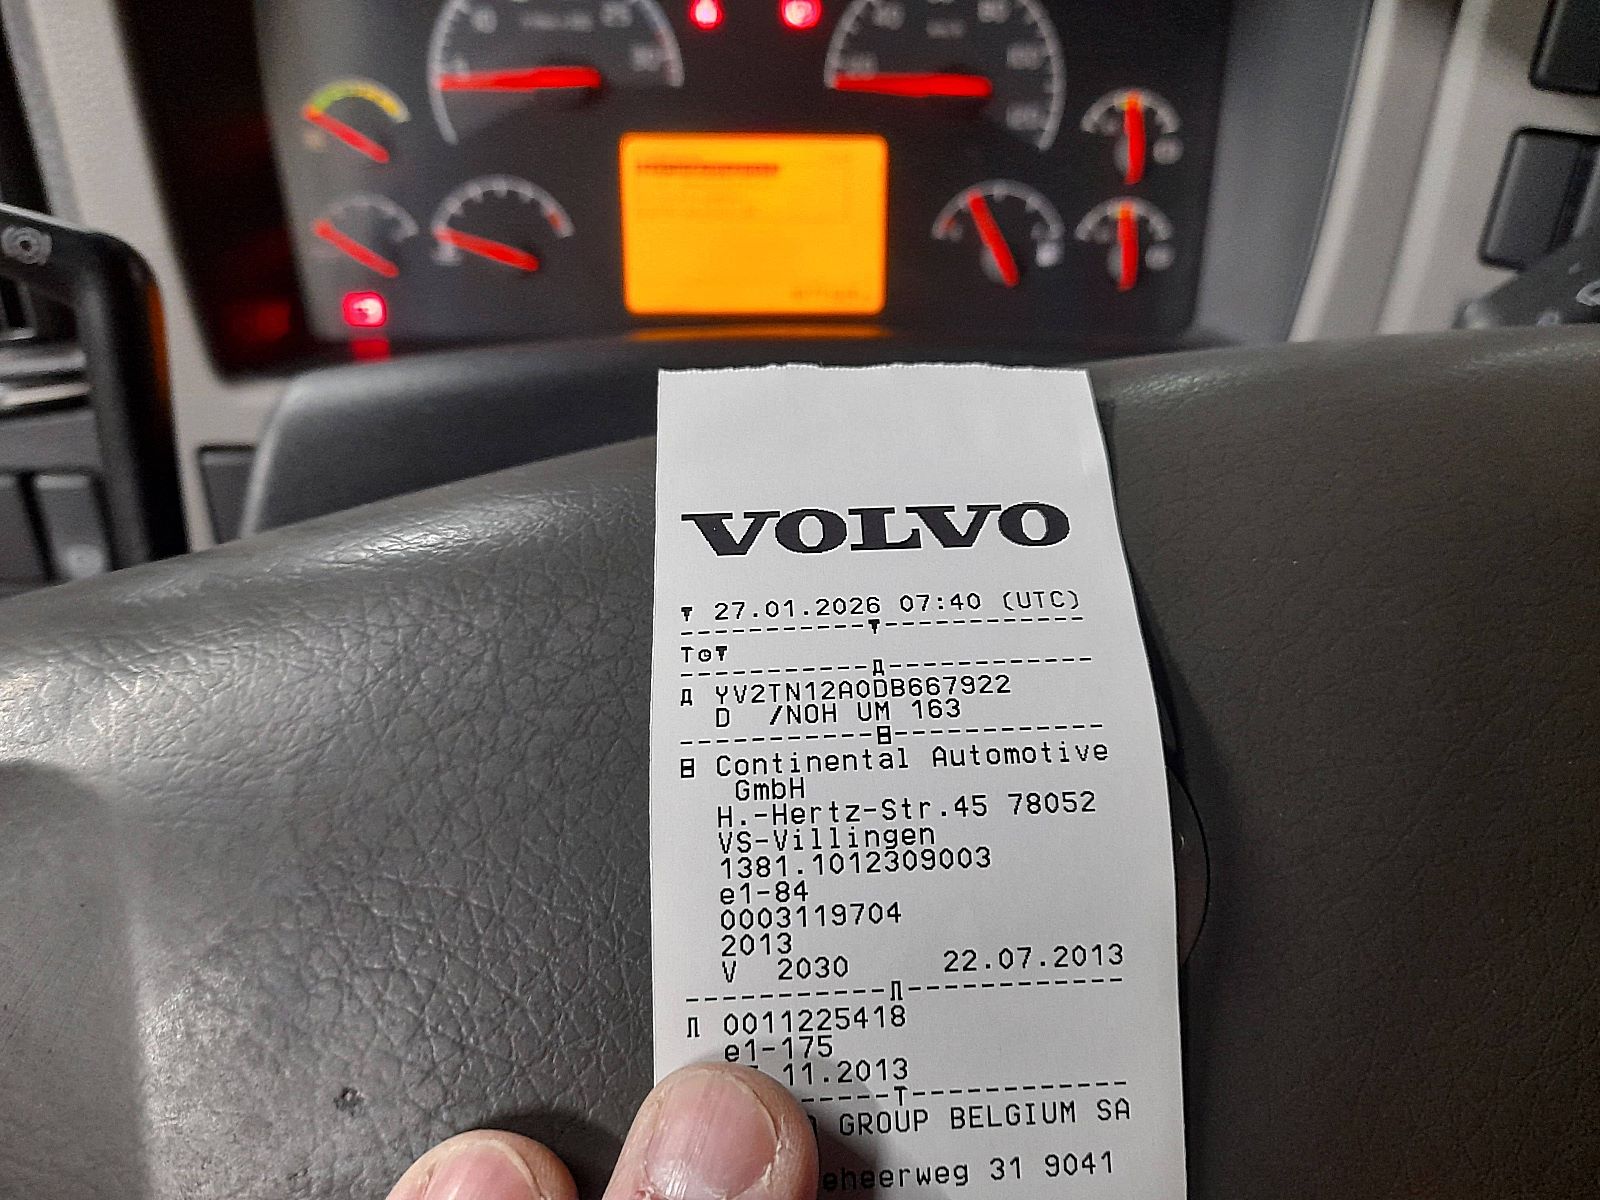 VOLVO
27.01.2026 07:40 (UTC)
YV2TN12A0DB667922
D /NOH UM 163
Continental Automotive
GmbH
H.-Hertz-Str.45 78052
VS-Villingen
1381.1012309003
e1-84
0003119704
2013
V 2030 22.07.2013
0011225418
e1-175
11.2013
GROUP BELGIUM SA
31 9041